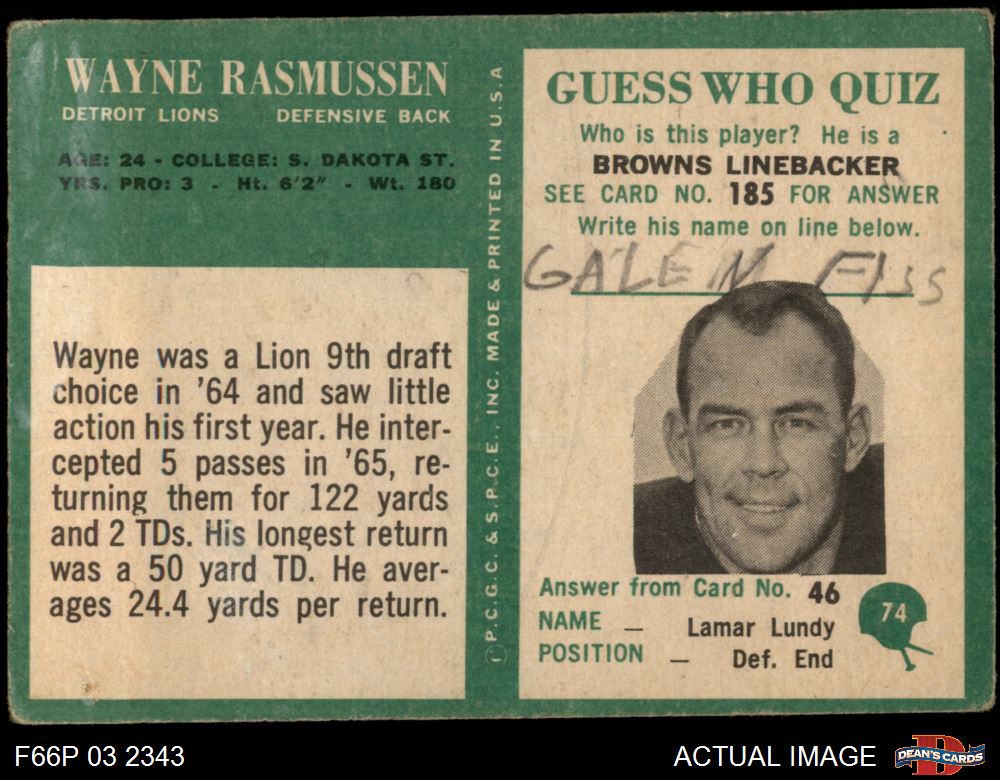 WAYNE RASMUSSEN
DETROIT LIONS DEFENSIVE BACK
AGE: 24 - COLLEGE: S. DAKOTA ST.
YRS. PRO: 3 - Ht. 6'2" - Wt. 180
Wayne was a Lion 9th draft
choice in '64 and saw little
action his first year. He inter-
cepted 5 passes in '65, re-
turning them for 122 yards
and 2 TDs. His longest return
was a 50 yard TD. He aver-
ages 24.4 yards per return.
© P.C.G.C. & S.P.C.E., INC. MADE & PRINTED IN U.S.A
GUESS WHO QUIZ
Who is this player? He is a
BROWNS LINEBACKER
SEE CARD NO. 185 FOR ANSWER
Write his name on line below.
GALEN FISS
Answer from Card No. 46
NAME – Lamar Lundy
POSITION – Def. End
74
F66P 03 2343
ACTUAL IMAGE
D
DEAN'S CARDS